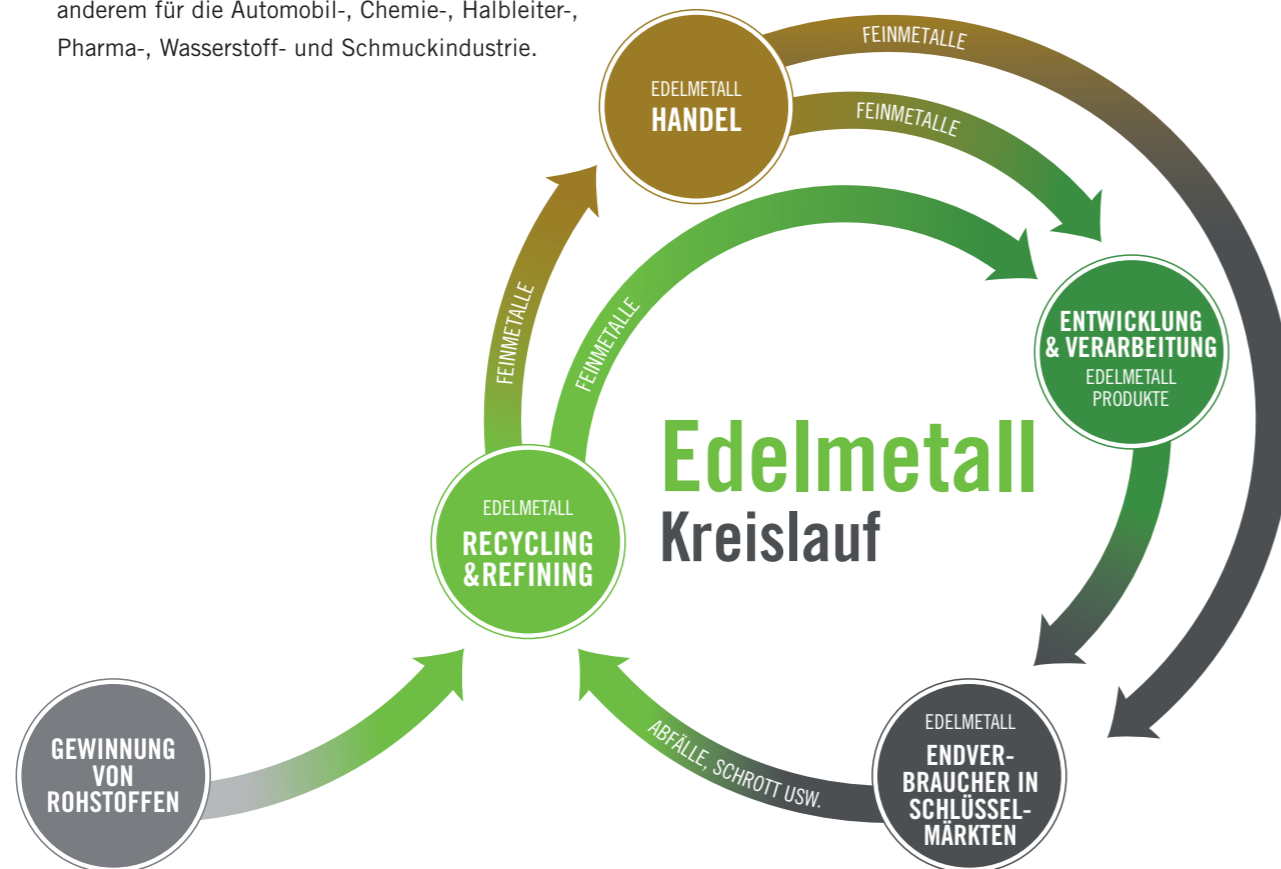 anderem für die Automobil-, Chemie-, Halbleiter-,
Pharma-, Wasserstoff- und Schmuckindustrie.
FEINMETALLE
EDELMETALL
HANDEL
FEINMETALLE
FEINMETALLE
FEINMETALLE
ENTWICKLUNG
& VERARBEITUNG
EDELMETALL
PRODUKTE
Edelmetall
Kreislauf
EDELMETALL
RECYCLING
&REFINING
GEWINNUNG
VON
ROHSTOFFEN
ABFÄLLE, SCHROTT USW.
EDELMETALL
ENDVER-
BRAUCHER IN
SCHLÜSSEL-
MÄRKTEN